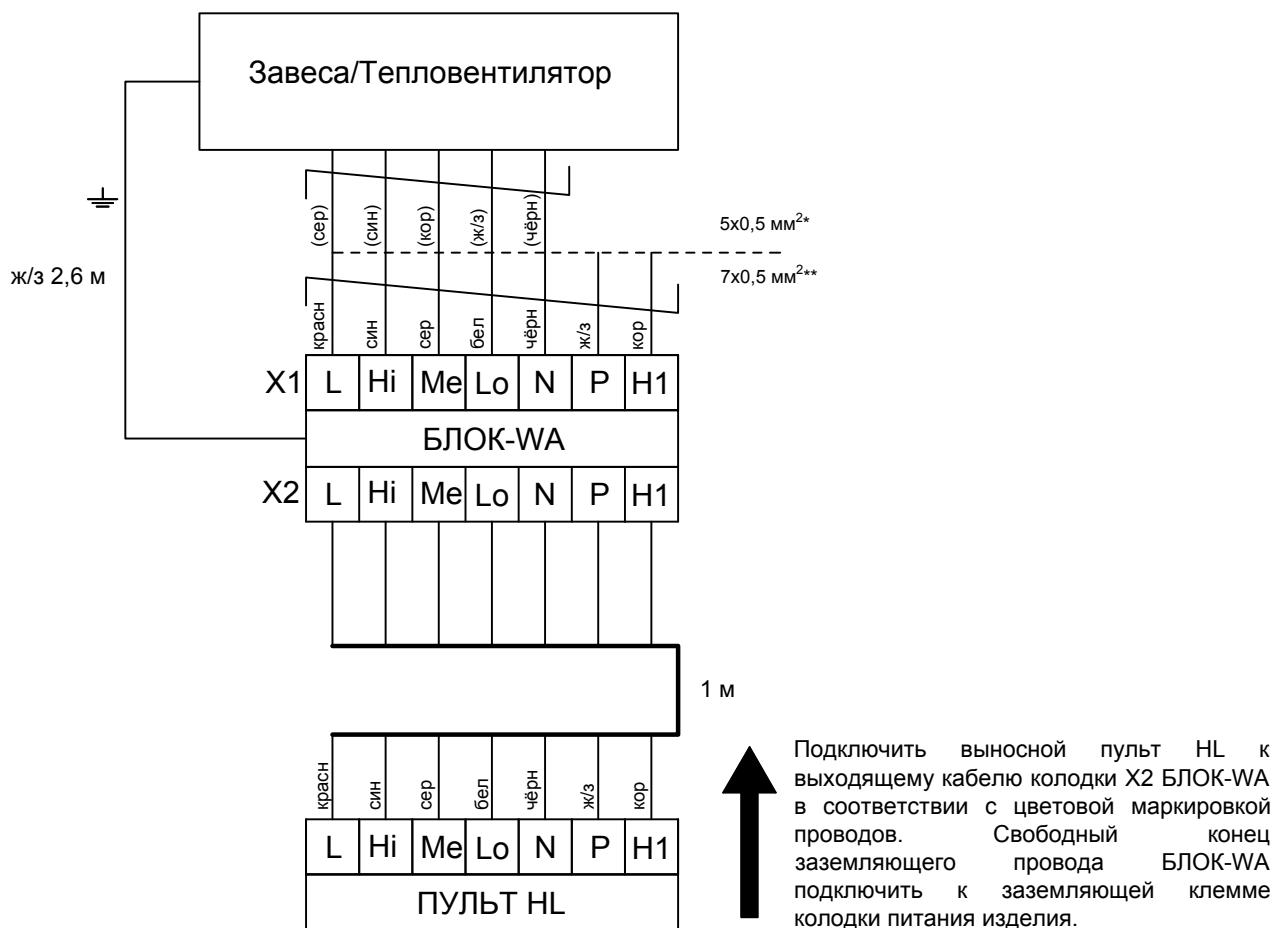 Завеса/Тепловентилятор
(сер) (син) (кор) (ж/з) (чёрн)
5x0,5 мм²*
ж/з 2,6 м
7x0,5 мм²**
красн син сер бел чёрн ж/з кор
X1 L Hi Me Lo N P H1
БЛОК-WA
X2 L Hi Me Lo N P H1
1 м
красн син сер бел чёрн ж/з кор
L Hi Me Lo N P H1
ПУЛЬТ HL
Подключить выносной пульт HL к
выходящему кабелю колодки X2 БЛОК-WA
в соответствии с цветовой маркировкой
проводов. Свободный конец
заземляющего провода БЛОК-WA
подключить к заземляющей клемме
колодки питания изделия.